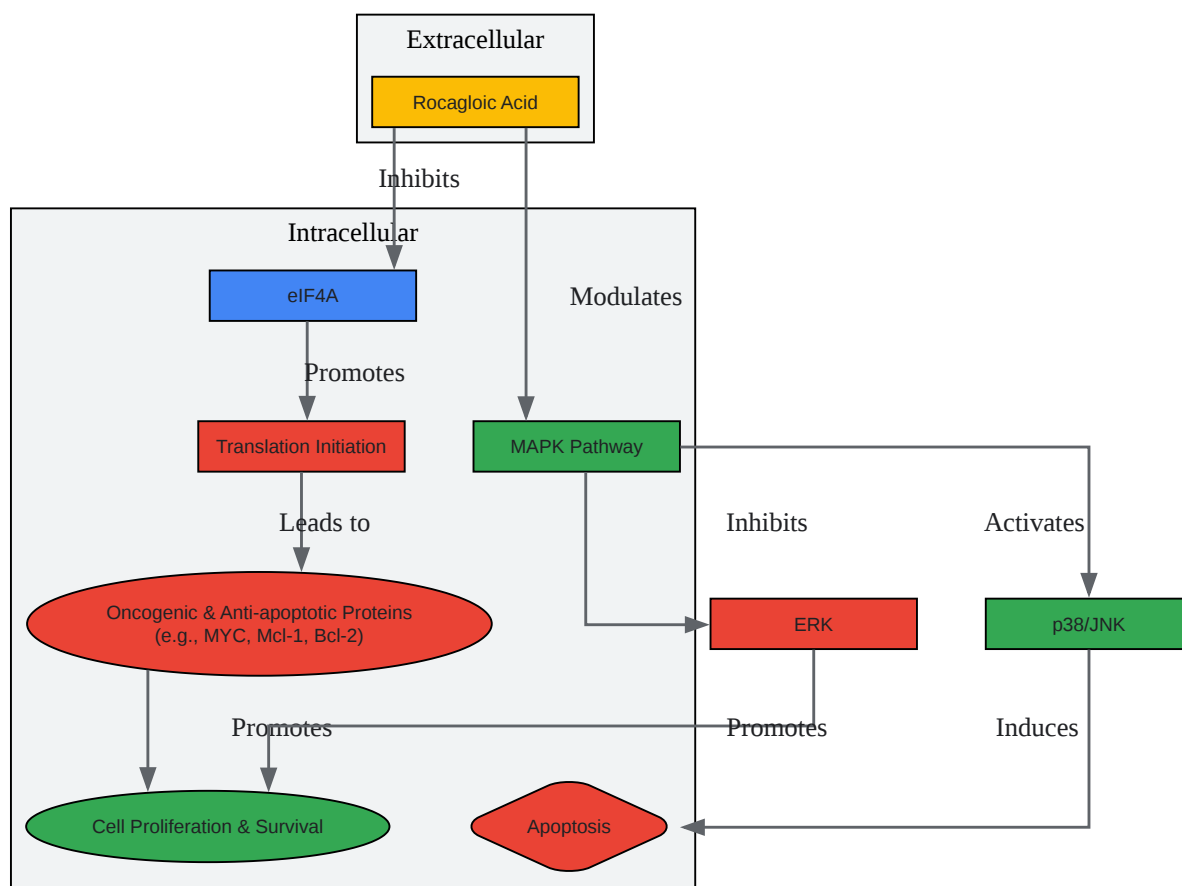 Extracellular
Rocagloic Acid
Inhibits
Intracellular
eIF4A
Modulates
Promotes
Translation Initiation
MAPK Pathway
Leads to
Inhibits
Activates
Oncogenic & Anti-apoptotic Proteins
(e.g., MYC, Mcl-1, Bcl-2)
ERK
p38/JNK
Promotes
Promotes
Induces
Cell Proliferation & Survival
Apoptosis